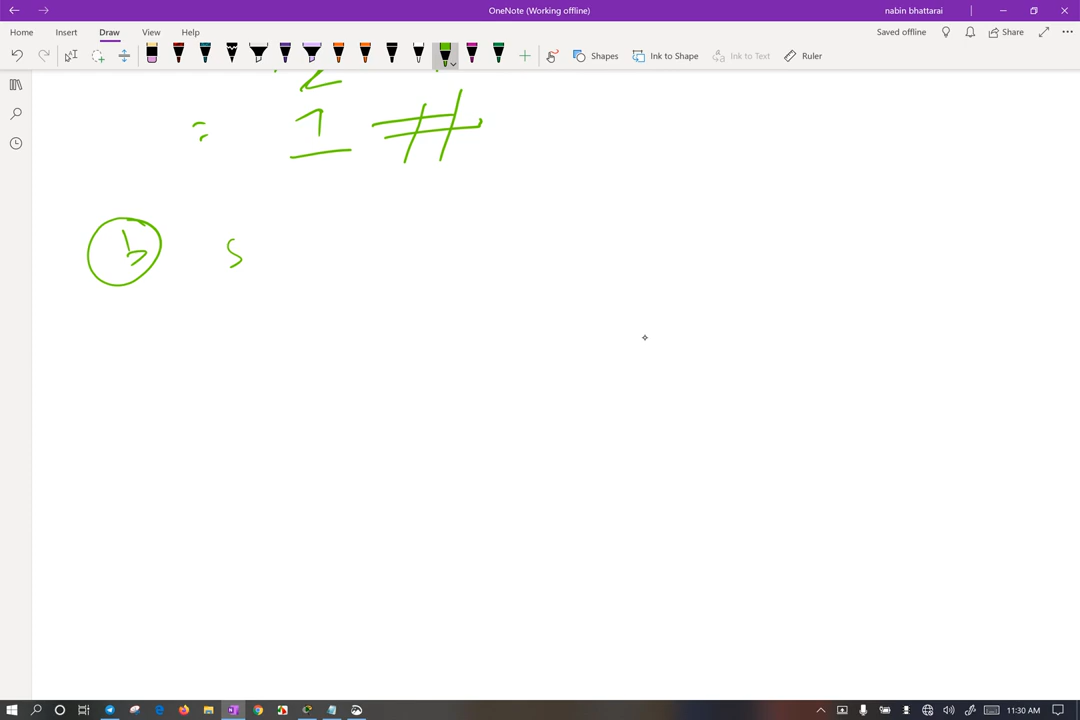 OneNote (Working offline)
nabin bhattarai
Home Insert Draw View Help
Saved offline
Share
Shapes
Ink to Shape
Ink to Text
Ruler
= 1 #
b s
11:30 AM